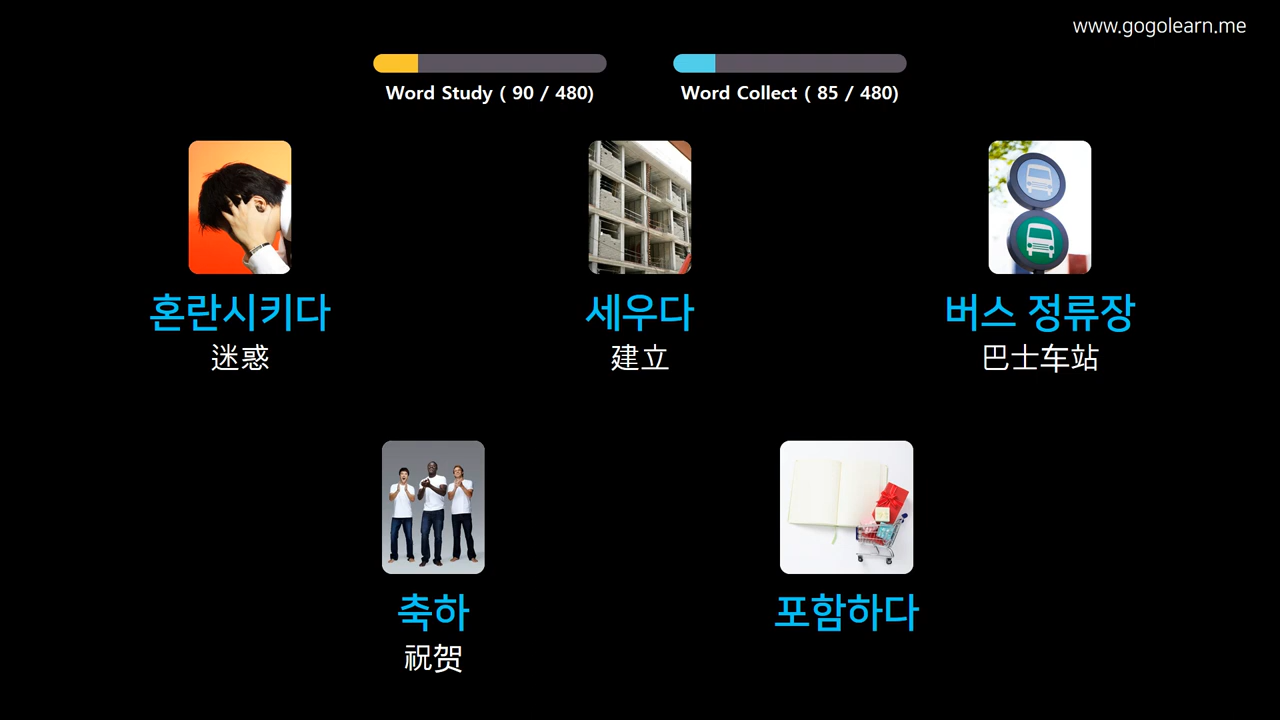 www.gogolearn.me
Word Study ( 90 / 480)
Word Collect ( 85 / 480)
혼란시키다
迷惑
세우다
建立
버스 정류장
巴士车站
축하
祝贺
포함하다